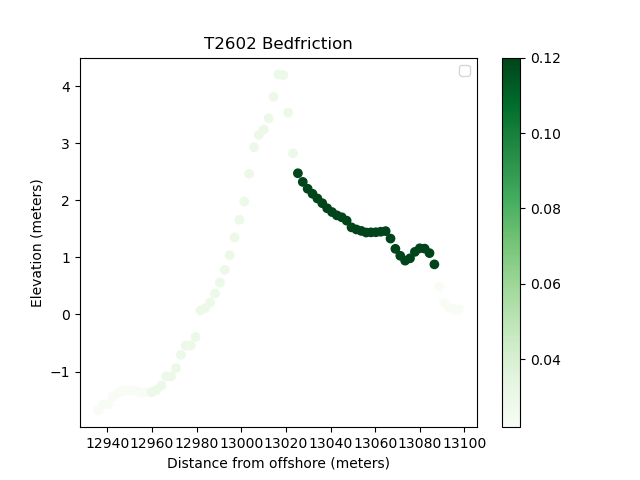 T2602 Bedfriction
4
3
2
1
0
−1
Elevation (meters)
12940 12960 12980 13000 13020 13040 13060 13080 13100
Distance from offshore (meters)
0.12
0.10
0.08
0.06
0.04